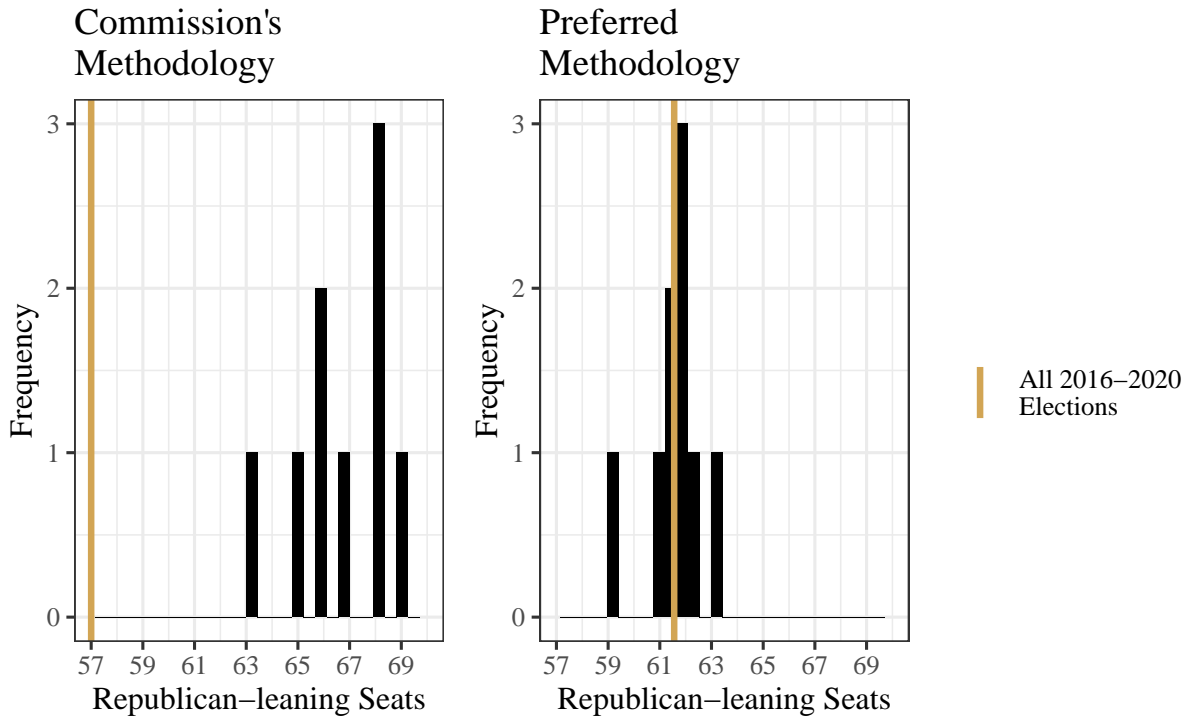 Commission's
Methodology
Preferred
Methodology
Frequency
3
2
1
0
57 59 61 63 65 67 69
Republican−leaning Seats
Frequency
3
2
1
0
57 59 61 63 65 67 69
Republican−leaning Seats
All 2016−2020
Elections